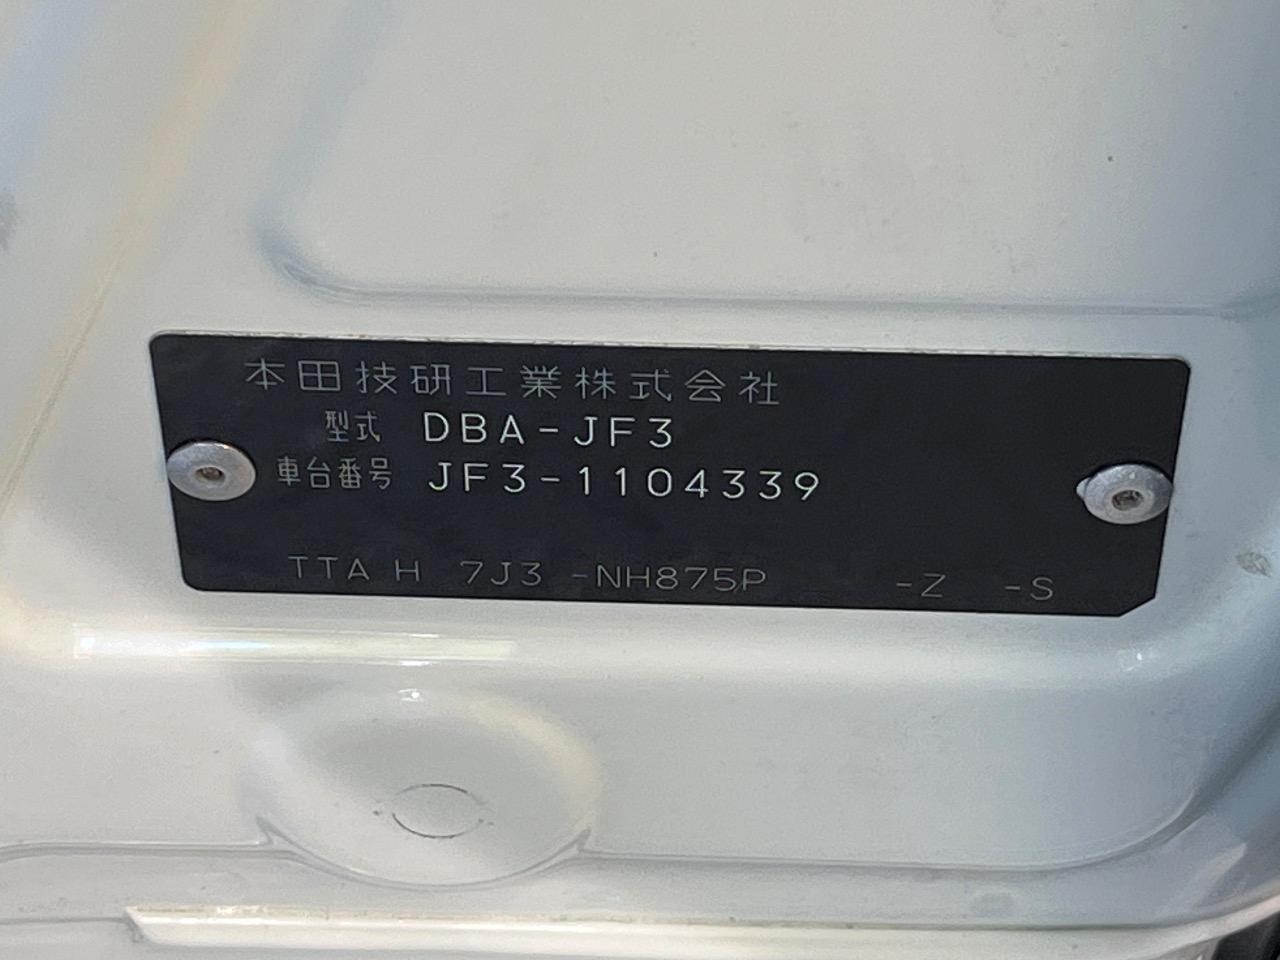 本田技研工業株式会社
型式 DBA-JF3
車台番号 JF3-1104339
TTA H 7J3 -NH875P -Z -S